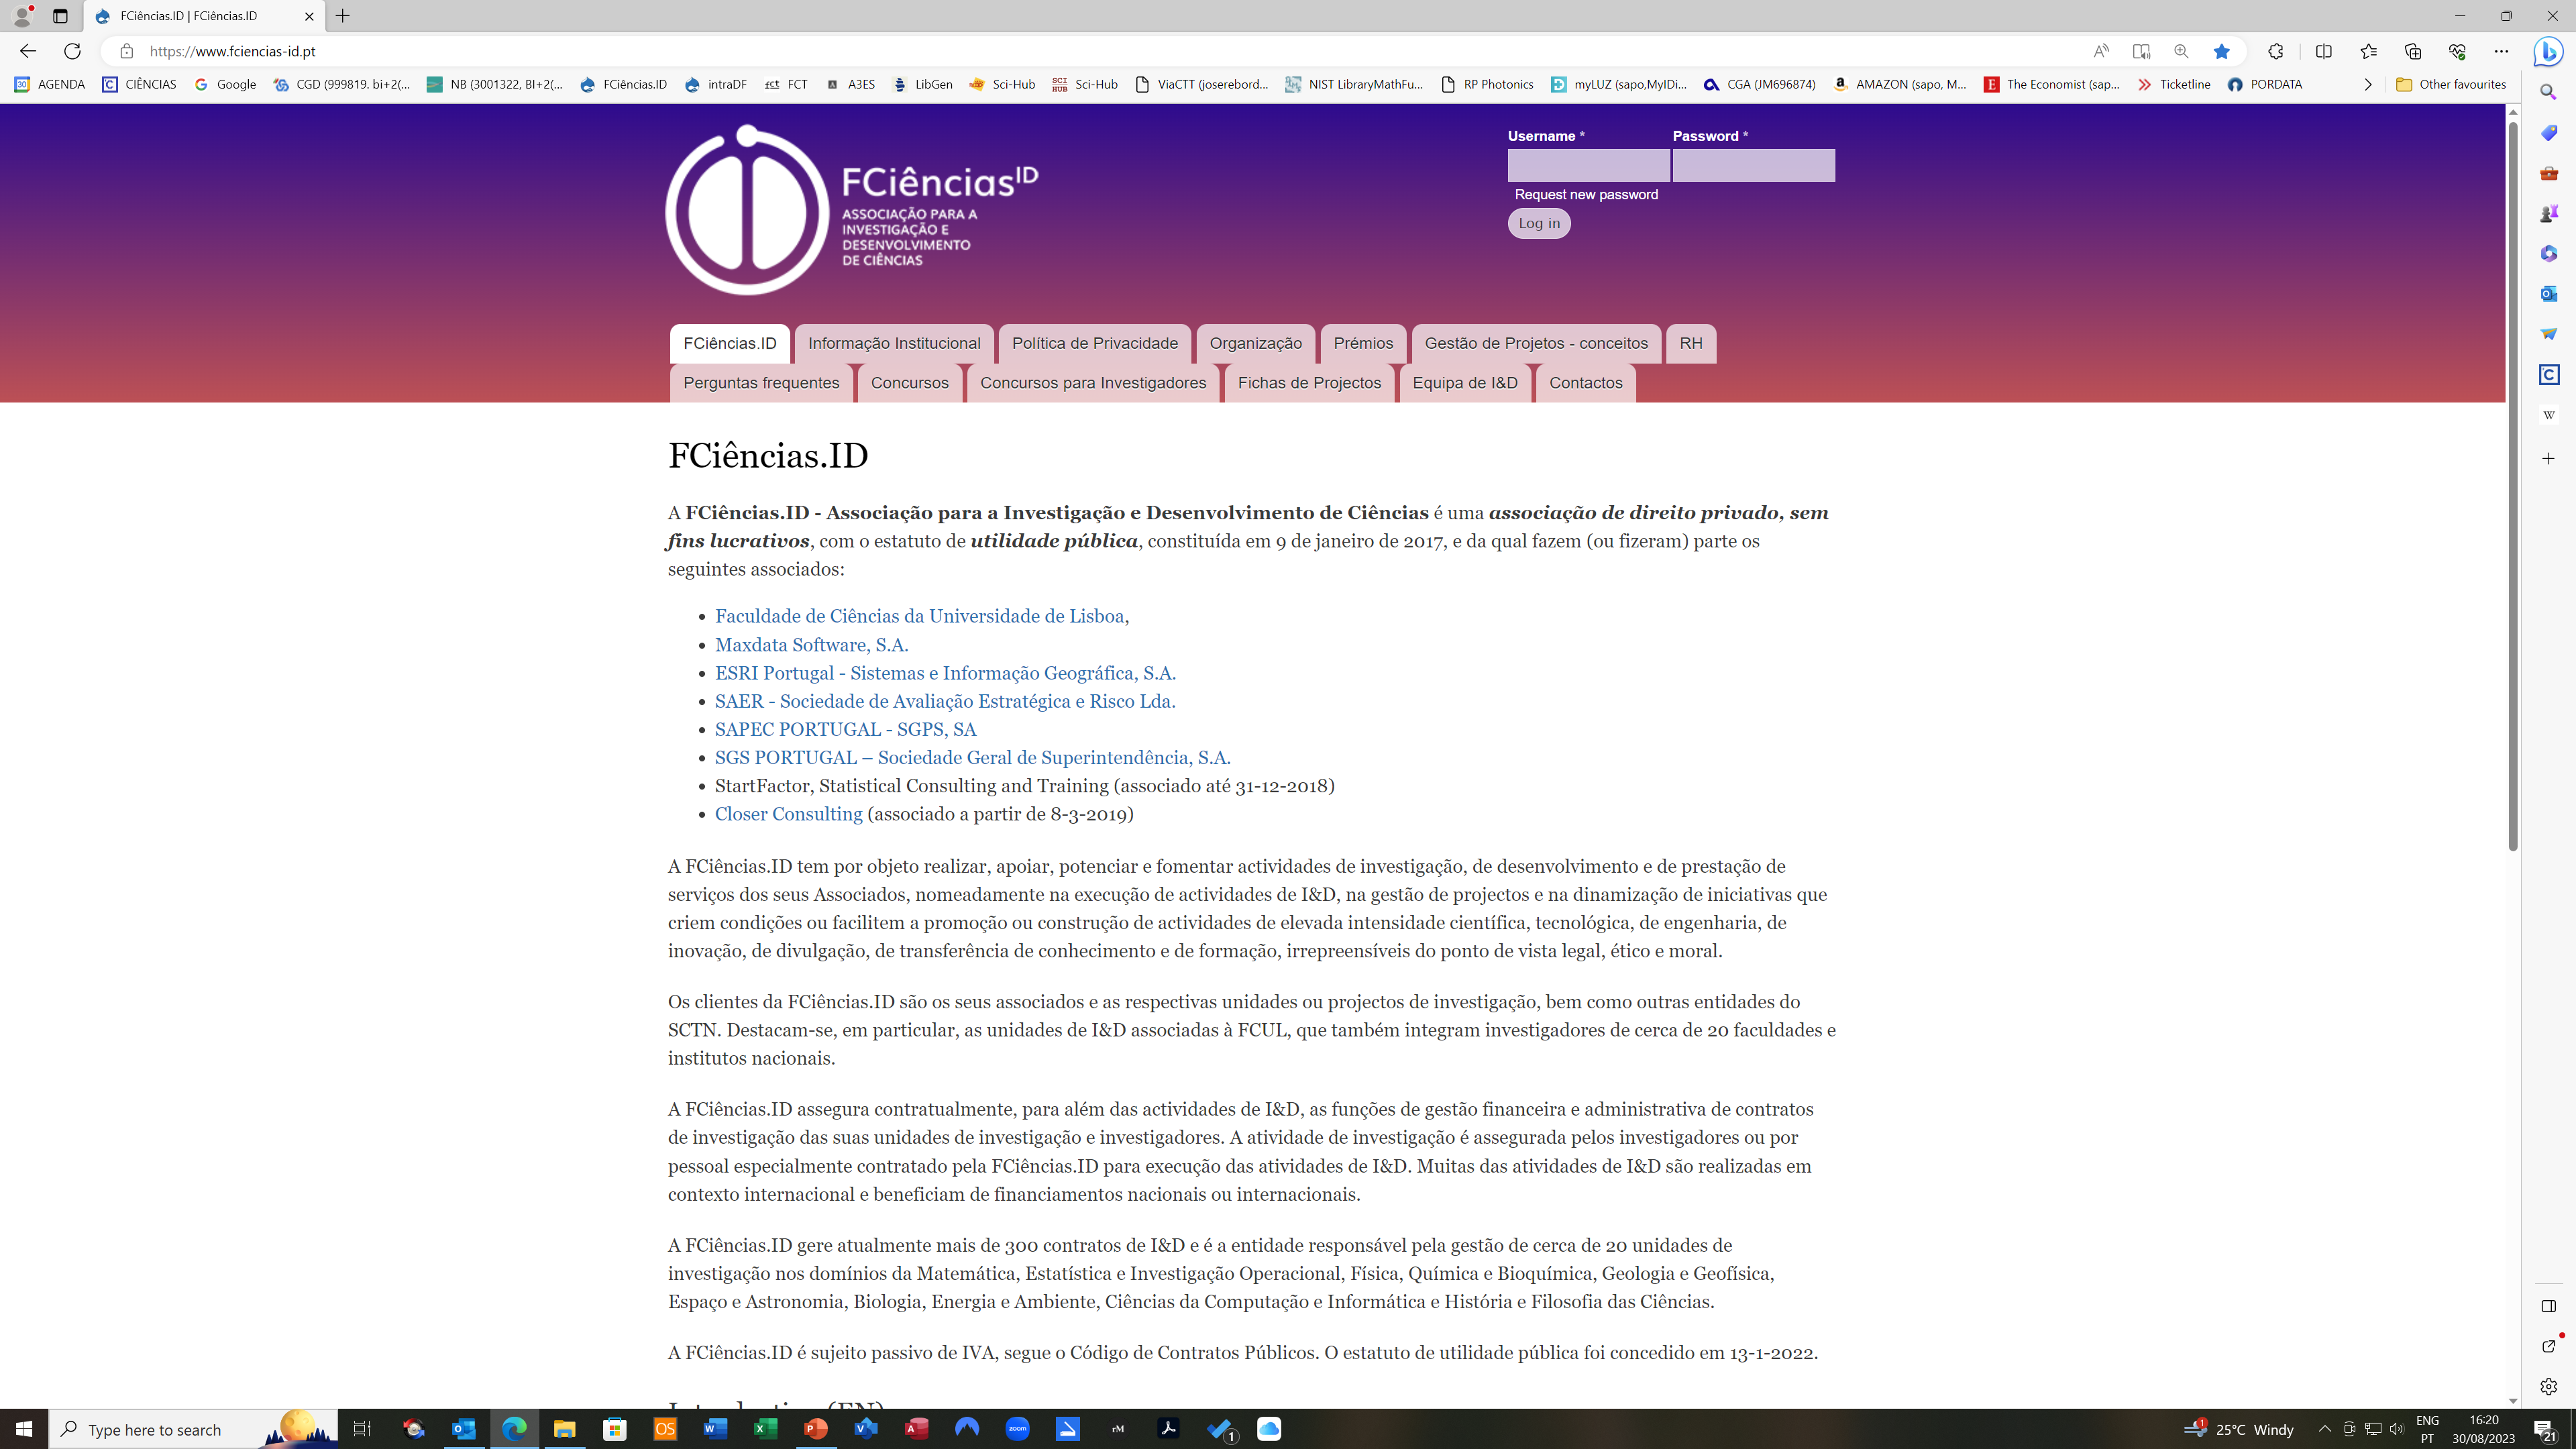 FCiências.ID | FCiências.ID
https://www.fciencias-id.pt
AGENDA CIÊNCIAS Google CGD (999819. bi+2(... NB (3001322, BI+2(... FCiências.ID intraDF FCT A3ES LibGen Sci-Hub Sci-Hub ViaCTT (joserebord... NIST LibraryMathFu... RP Photonics myLUZ (sapo,MyIDi... CGA (JM696874) AMAZON (sapo, M... The Economist (sap... Ticketline PORDATA Other favourites
FCiênciasID
ASSOCIAÇÃO PARA A
INVESTIGAÇÃO E
DESENVOLVIMENTO
DE CIÊNCIAS
Username * Password *
Request new password
Log in
FCiências.ID Informação Institucional Política de Privacidade Organização Prémios Gestão de Projetos - conceitos RH
Perguntas frequentes Concursos Concursos para Investigadores Fichas de Projectos Equipa de I&D Contactos
FCiências.ID
A FCiências.ID - Associação para a Investigação e Desenvolvimento de Ciências é uma associação de direito privado, sem
fins lucrativos, com o estatuto de utilidade pública, constituída em 9 de janeiro de 2017, e da qual fazem (ou fizeram) parte os
seguintes associados:
• Faculdade de Ciências da Universidade de Lisboa,
• Maxdata Software, S.A.
• ESRI Portugal - Sistemas e Informação Geográfica, S.A.
• SAER - Sociedade de Avaliação Estratégica e Risco Lda.
• SAPEC PORTUGAL - SGPS, SA
• SGS PORTUGAL – Sociedade Geral de Superintendência, S.A.
• StartFactor, Statistical Consulting and Training (associado até 31-12-2018)
• Closer Consulting (associado a partir de 8-3-2019)
A FCiências.ID tem por objeto realizar, apoiar, potenciar e fomentar actividades de investigação, de desenvolvimento e de prestação de
serviços dos seus Associados, nomeadamente na execução de actividades de I&D, na gestão de projectos e na dinamização de iniciativas que
criem condições ou facilitem a promoção ou construção de actividades de elevada intensidade científica, tecnológica, de engenharia, de
inovação, de divulgação, de transferência de conhecimento e de formação, irrepreensíveis do ponto de vista legal, ético e moral.
Os clientes da FCiências.ID são os seus associados e as respectivas unidades ou projectos de investigação, bem como outras entidades do
SCTN. Destacam-se, em particular, as unidades de I&D associadas à FCUL, que também integram investigadores de cerca de 20 faculdades e
institutos nacionais.
A FCiências.ID assegura contratualmente, para além das actividades de I&D, as funções de gestão financeira e administrativa de contratos
de investigação das suas unidades de investigação e investigadores. A atividade de investigação é assegurada pelos investigadores ou por
pessoal especialmente contratado pela FCiências.ID para execução das atividades de I&D. Muitas das atividades de I&D são realizadas em
contexto internacional e beneficiam de financiamentos nacionais ou internacionais.
A FCiências.ID gere atualmente mais de 300 contratos de I&D e é a entidade responsável pela gestão de cerca de 20 unidades de
investigação nos domínios da Matemática, Estatística e Investigação Operacional, Física, Química e Bioquímica, Geologia e Geofísica,
Espaço e Astronomia, Biologia, Energia e Ambiente, Ciências da Computação e Informática e História e Filosofia das Ciências.
A FCiências.ID é sujeito passivo de IVA, segue o Código de Contratos Públicos. O estatuto de utilidade pública foi concedido em 13-1-2022.
Type here to search
25°C Windy
ENG
PT
16:20
30/08/2023
21